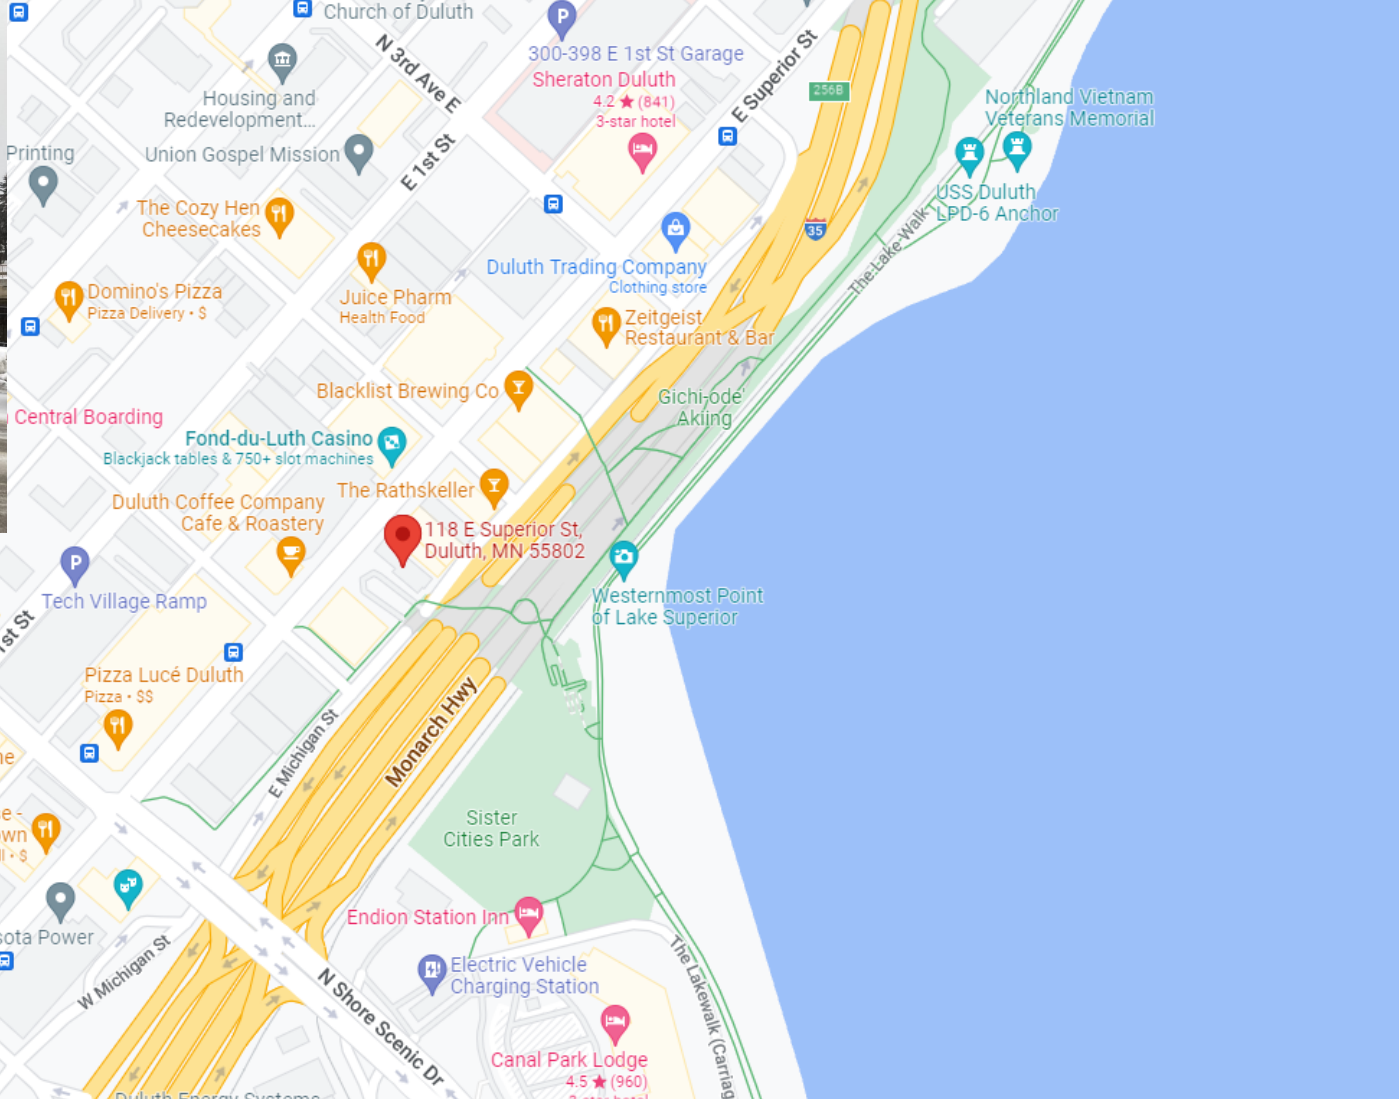 Church of Duluth
N 3rd Ave E
P
300-398 E 1st St Garage
Sheraton Duluth
4.2 ★ (841)
3-star hotel
E Superior St
256B
Housing and
Redevelopment...
Northland Vietnam
Veterans Memorial
Printing
Union Gospel Mission
E 1st St
USS Duluth
LPD-6 Anchor
The Cozy Hen
Cheesecakes
35
The Lake Walk
Duluth Trading Company
Clothing store
Domino's Pizza
Pizza Delivery • $
Juice Pharm
Health Food
Zeitgeist
Restaurant & Bar
Blacklist Brewing Co
Gichi-ode'
Akiing
Central Boarding
Fond-du-Luth Casino
Blackjack tables & 750+ slot machines
The Rathskeller
Duluth Coffee Company
Cafe & Roastery
118 E Superior St,
Duluth, MN 55802
P
Tech Village Ramp
Westernmost Point
of Lake Superior
1st St
Pizza Lucé Duluth
Pizza • $$
Monarch Hwy
E Michigan St
Sister
Cities Park
Endion Station Inn
sota Power
W Michigan St
Electric Vehicle
Charging Station
N Shore Scenic Dr
The Lakewalk (Carriag
Canal Park Lodge
4.5 ★ (960)
Duluth Energy Systems